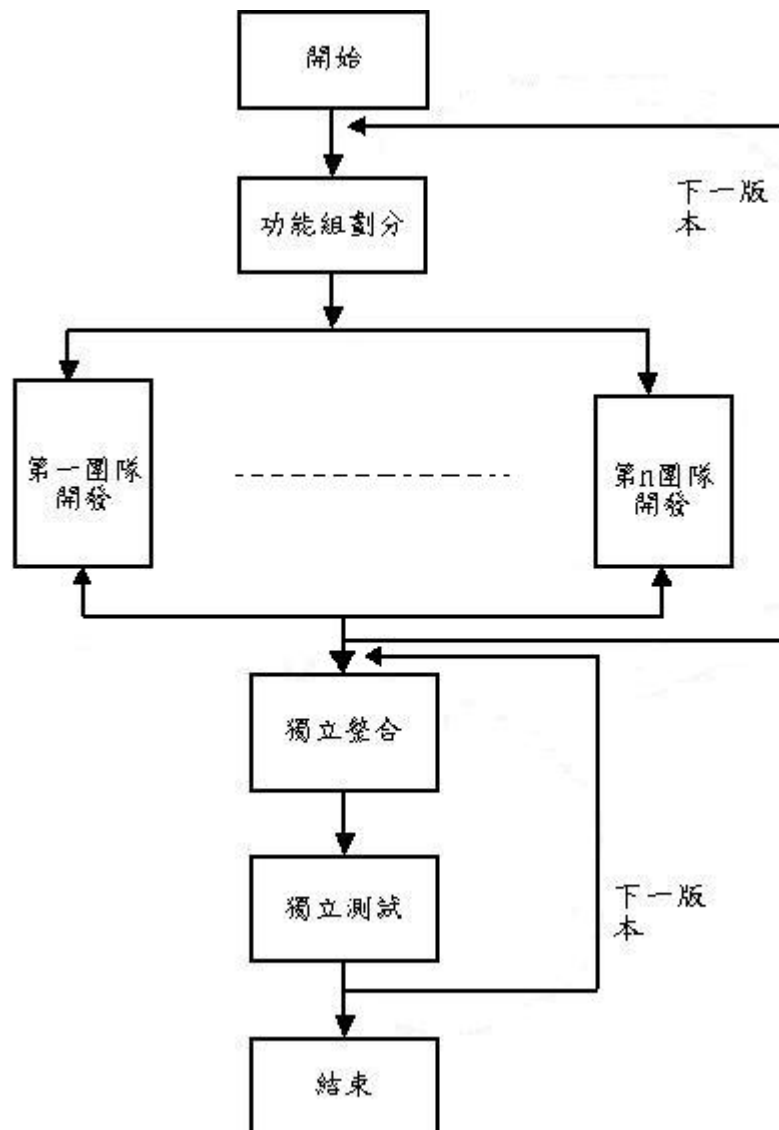 開始
下一版
本
功能組劃分
第一團隊
開發
第n團隊
開發
獨立整合
獨立測試
下一版
本
結束